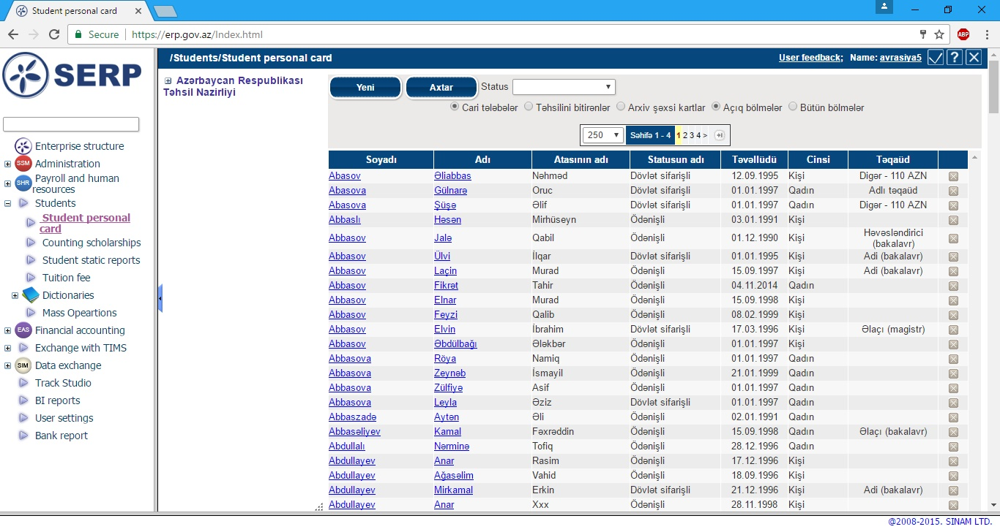 Student personal card
Secure https://erp.gov.az/Index.html
ABP
SERP
/Students/Student personal card
User feedback; Name: avrasiya5
Enterprise structure
SSM Administration
SHR Payroll and human
resources
Students
Student personal
card
Counting scholarships
Student static reports
Tuition fee
Dictionaries
Mass Opeartions
EAS Financial accounting
Exchange with TIMS
SIM Data exchange
Track Studio
BI reports
User settings
Bank report
Azərbaycan Respublikası
Təhsil Nazirliyi
Yeni Axtar Status
Cari tələbələr Təhsilini bitirənlər Arxiv şəxsi kartlar Açıq bölmələr Bütün bölmələr
250 Səhifə 1 - 4 1 2 3 4 >
Soyadı Adı Atasının adı Statusun adı Təvəllüdü Cinsi Təqaüd
Abasov Əliabbas Nəhməd Dövlət sifarişli 12.09.1995 Kişi Digər - 110 AZN
Abasova Gülnarə Oruc Dövlət sifarişli 01.01.1997 Qadın Adlı təqaüd
Abasova Şüşə Əlif Dövlət sifarişli 01.01.1997 Qadın Digər - 110 AZN
Abbaslı Həsən Mirhüseyn Ödənişli 03.01.1991 Kişi
Abbasov Jalə Qabil Ödənişli 01.12.1990 Kişi Həvəsləndirici
(bakalavr)
Abbasov Ülvi İlqar Dövlət sifarişli 01.01.1995 Kişi Adi (bakalavr)
Abbasov Laçin Murad Ödənişli 15.09.1997 Kişi Adi (bakalavr)
Abbasov Fikrət Tahir Ödənişli 04.11.2014 Qadın
Abbasov Elnar Murad Ödənişli 15.09.1998 Kişi
Abbasov Feyzi Qalib Ödənişli 08.02.1999 Kişi
Abbasov Elvin İbrahim Dövlət sifarişli 17.03.1996 Kişi Əlaçı (magistr)
Abbasov Əbdülbağı Ələkbər Ödənişli 01.01.1997 Kişi
Abbasova Röya Namiq Ödənişli 01.01.1997 Qadın
Abbasova Zeynəb İsmayil Ödənişli 21.01.1999 Qadın
Abbasova Zülfiyə Asif Ödənişli 01.01.1997 Qadın
Abbasova Leyla Əziz Dövlət sifarişli 01.01.1997 Qadın
Abbaszadə Aytən Əli Ödənişli 02.01.1991 Qadın
Abbasəliyev Kamal Fəxrəddin Ödənişli 15.09.1998 Qadın Əlaçı (bakalavr)
Abdullalı Nərminə Tofiq Ödənişli 28.12.1996 Qadın
Abdullayev Anar Rasim Ödənişli 17.12.1996 Kişi
Abdullayev Ağasəlim Vahid Ödənişli 18.09.1996 Kişi
Abdullayev Mirkamal Erkin Dövlət sifarişli 21.12.1996 Kişi Adi (bakalavr)
Abdullayev Anar Xxx Ödənişli 28.11.1998 Kişi
@2008-2015. SINAM LTD.